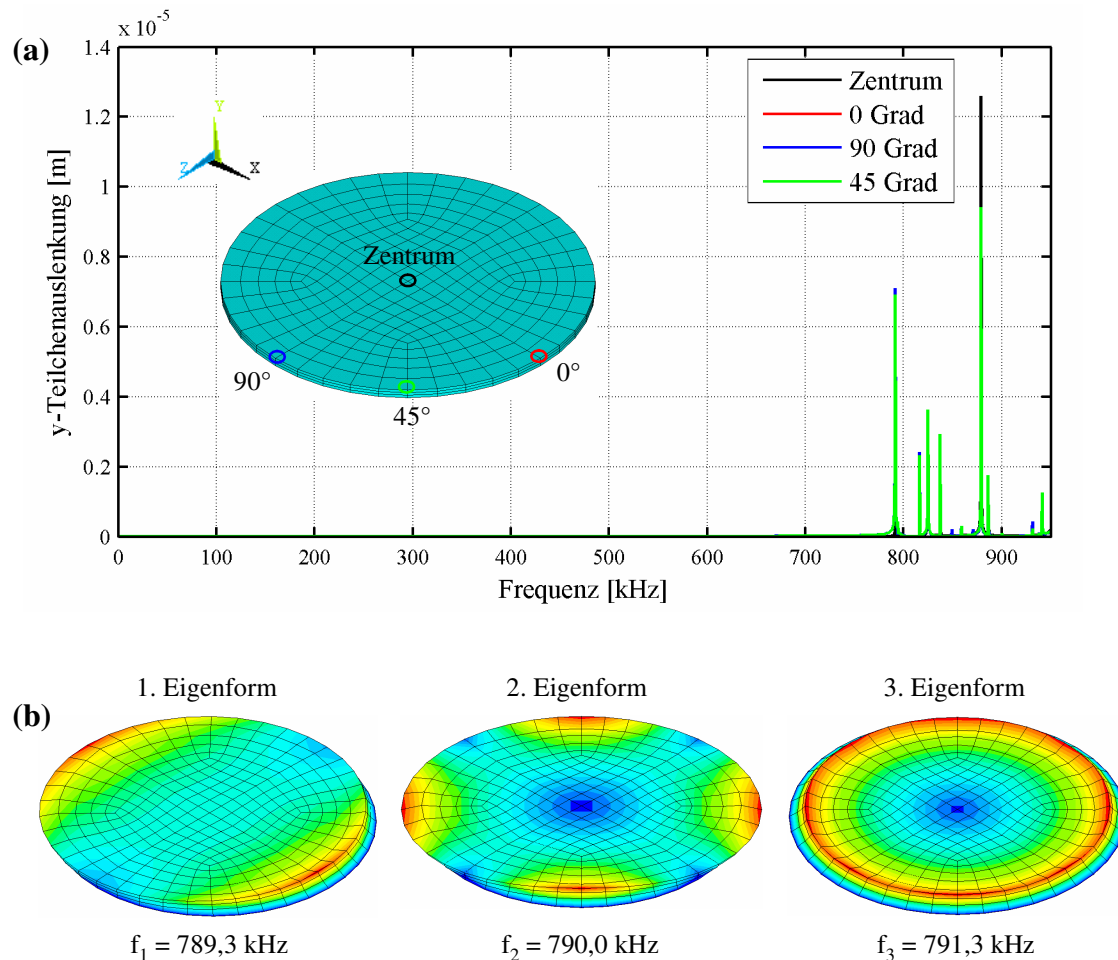 (a)
x 10^-5
1.4
1.2
1
0.8
0.6
0.4
0.2
0
y-Teilchenauslenkung [m]
Y
Z
X
Zentrum
90°
45°
0°
Zentrum
0 Grad
90 Grad
45 Grad
0 100 200 300 400 500 600 700 800 900
Frequenz [kHz]
(b)
1. Eigenform 2. Eigenform 3. Eigenform
f1 = 789,3 kHz f2 = 790,0 kHz f3 = 791,3 kHz